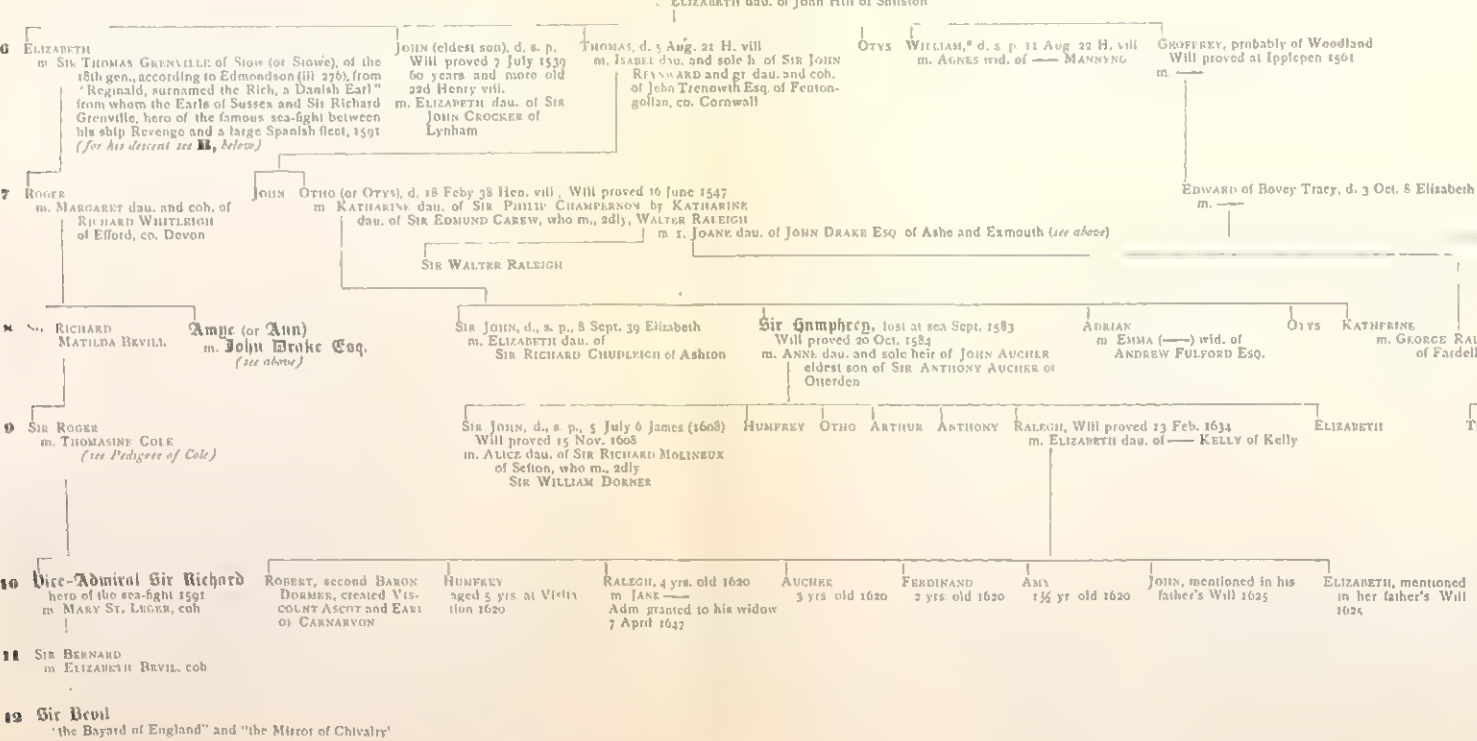 ELIZABETH dau. of John Hill of Shilston
6 ELIZABETH
m SIR THOMAS GRENVILLE of Stow (or Stowe), of the
18th gen., according to Edmondson (iii 276), from
"Reginald, surnamed the Rich, a Danish Earl"
from whom the Earls of Sussex and Sir Richard
Grenville, hero of the famous sea-fight between
his ship Revenge and a large Spanish fleet, 1591
(for his descent see B, below)
JOHN (eldest son), d. s. p.
Will proved 7 July 1539
60 years and more old
22d Henry viii.
m. ELIZABETH dau. of SIR
JOHN CROCKER of
Lynham
THOMAS, d. 5 Aug. 21 H. viii
m. ISABEL dau. and sole h. of SIR JOHN
REYNWARD and gr dau. and coh.
of John Trenowth Esq. of Fenton-
gollan, co. Cornwall
OTYS
WILLIAM,* d. s. p. 11 Aug 22 H. viii
m. AGNES wid. of —— MANNYNG
GROFFREY, probably of Woodland
Will proved at Ipplepen 1561
m. ——
7 ROGER
m. MARGARET dau. and coh. of
RICHARD WHITLEIGH
of Efford, co. Devon
JOHN
OTHO (or OTYS), d. 18 Feby 38 Hen. viii, Will proved 16 June 1547
m KATHARINE dau. of SIR PHILIP CHAMPERNON by KATHARINE
dau. of SIR EDMUND CAREW, who m., 2dly, WALTER RALEIGH
m. 1. JOANE dau. of JOHN DRAKE ESQ of Ashe and Exmouth (see above)
SIR WALTER RALEIGH
EDWARD of Bovey Tracy, d. 3 Oct. 8 Elizabeth
m. ——
RICHARD
MATILDA BEVILL
Amye (or Ann)
m. John Drake Esq.
(see above)
SIR JOHN, d., s. p., 8 Sept. 39 Elizabeth
m. ELIZABETH dau. of
SIR RICHARD CHUDLEIGH of Ashton
Sir Humphrey, lost at sea Sept. 1583
Will proved 20 Oct. 1584
m. ANNE dau. and sole heir of JOHN AUCHER
eldest son of SIR ANTHONY AUCHER of
Otterden
ADRIAN
m EMMA (——) wid. of
ANDREW FULFORD ESQ.
OTYS
KATHERINE
m. GEORGE RAL
of Fardell
9 SIR ROGER
m. THOMASINE COLE
(see Pedigree of Cole)
SIR JOHN, d., s. p., 5 July 6 James (1608)
Will proved 15 Nov. 1608
m. ALICE dau. of SIR RICHARD MOLINEUX
of Sefton, who m., 2dly
SIR WILLIAM DORMER
HUMFREY
OTHO
ARTHUR
ANTHONY
RALEGH, Will proved 13 Feb. 1634
m. ELIZABETH dau. of —— KELLY of Kelly
ELIZABETH
10 Vice-Admiral Sir Richard
hero of the sea-fight 1591
m MARY ST. LEGER, coh
ROBERT, second BARON
DORMER, created VIS-
COUNT ASCOT and EARL
OF CARNARVON
HUMFREY
aged 5 yrs. at Visita
tion 1620
RALEGH, 4 yrs. old 1620
m JANE ——
Adm granted to his widow
7 April 1647
AUCHER
3 yrs old 1620
FERDINAND
2 yrs. old 1620
AMY
1½ yr old 1620
JOHN, mentioned in his
father's Will 1625
ELIZABETH, mentioned
in her father's Will
1625
11 SIR BERNARD
m ELIZABETH BEVIL, coh
12 Sir Bevil
'the Bayard of England" and "the Mirror of Chivalry'